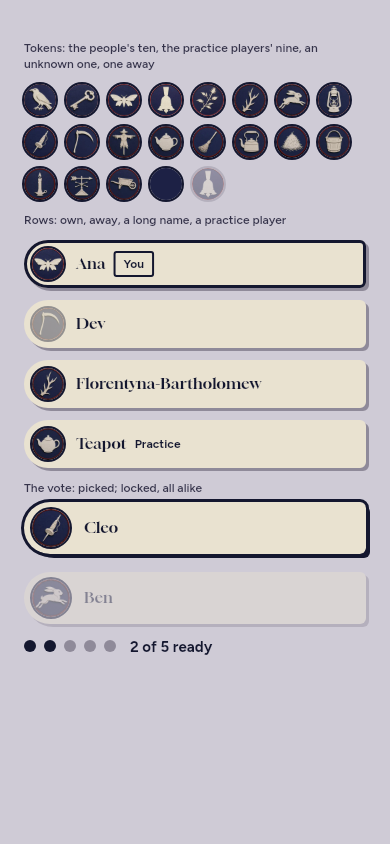 Tokens: the people's ten, the practice players' nine, an
unknown one, one away
Rows: own, away, a long name, a practice player
Ana You
Dev
Florentyna-Bartholomew
Teapot Practice
The vote: picked; locked, all alike
Cleo
Ben
2 of 5 ready